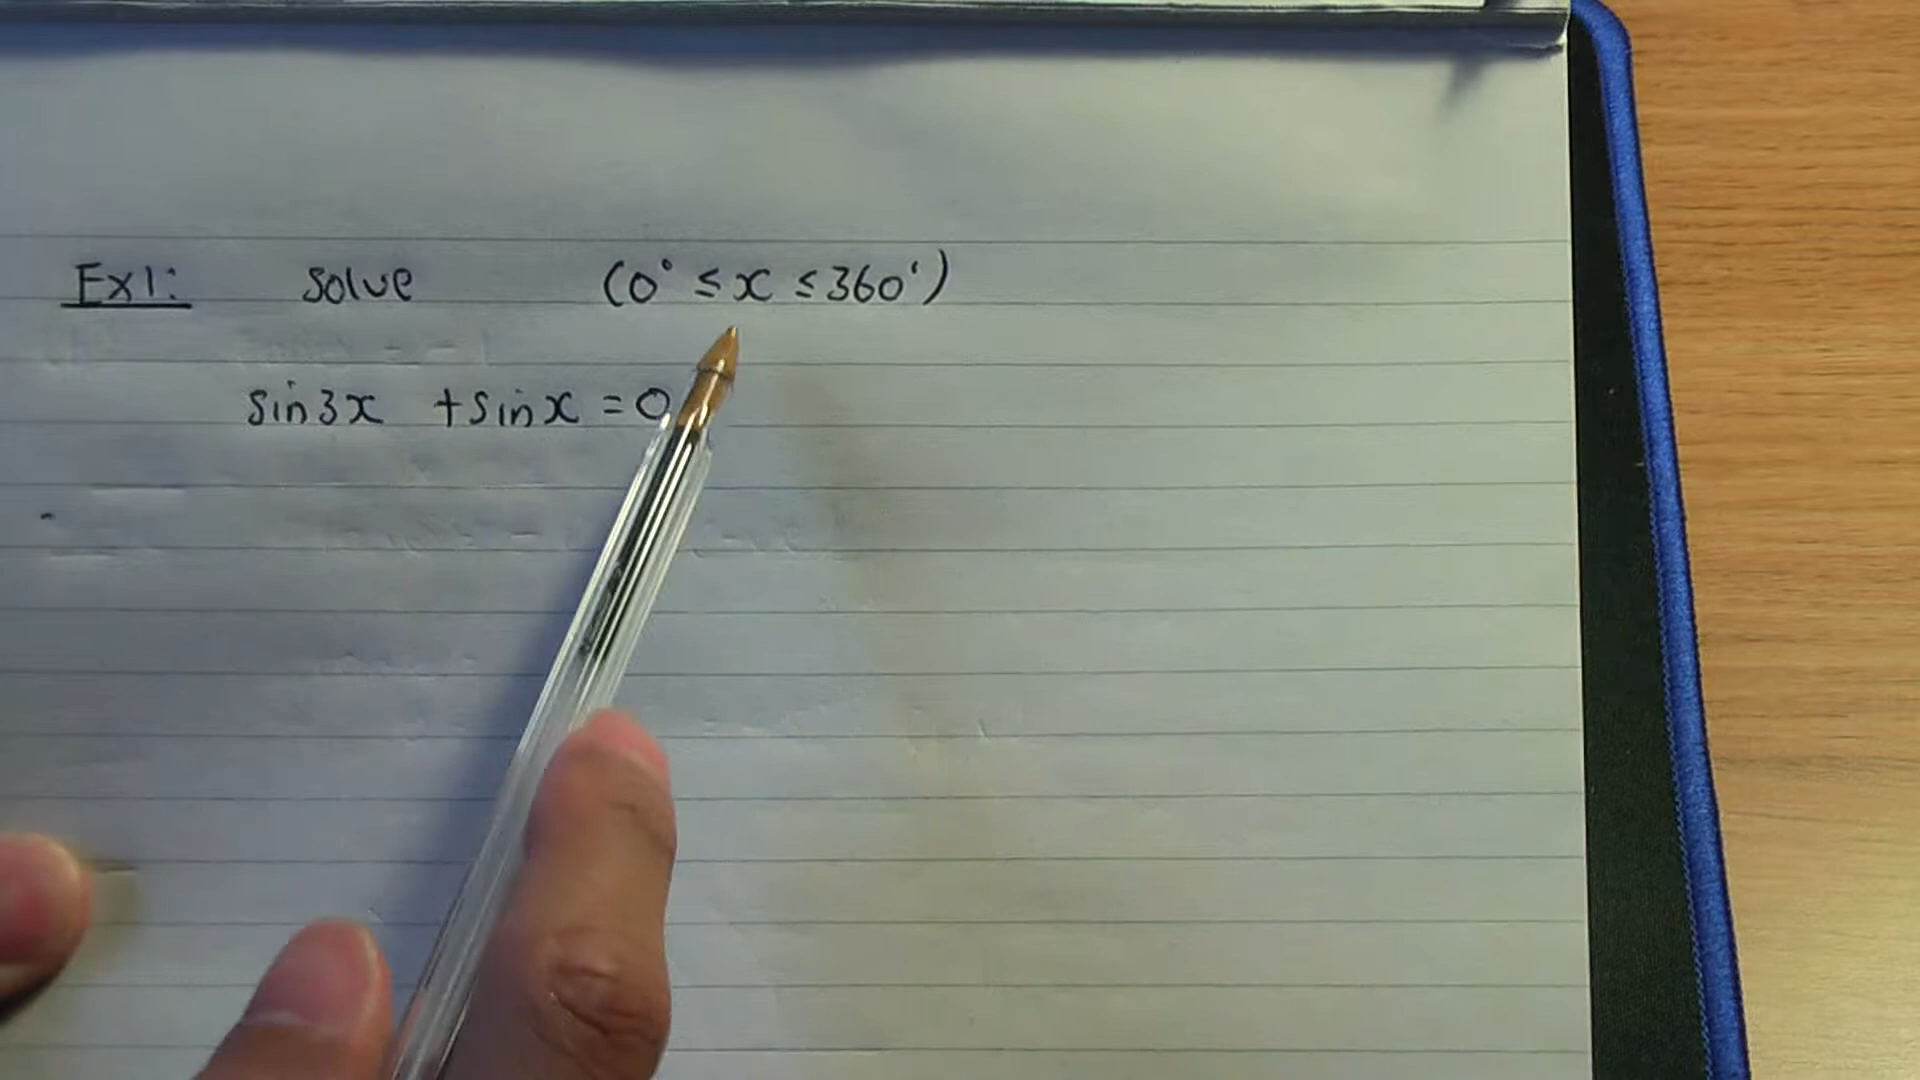 Ex1: Solve (0° ≤ x ≤ 360°)
sin3x + sinx = 0